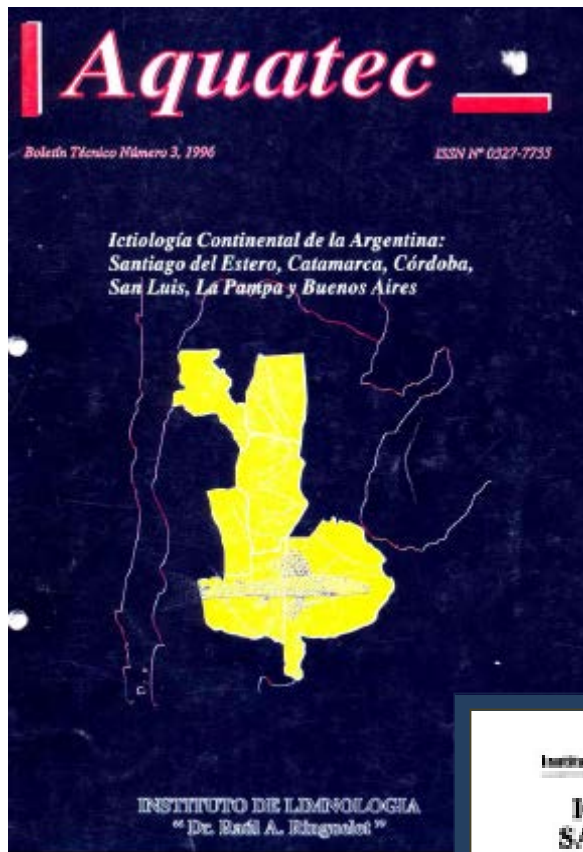 Aquatec
Boletín Técnico Número 3, 1996
ISSN Nº 0327-7755
Ictiología Continental de la Argentina:
Santiago del Estero, Catamarca, Córdoba,
San Luis, La Pampa y Buenos Aires
INSTITUTO DE LIMNOLOGIA
“ Dr. Raúl A. Ringuelet ”